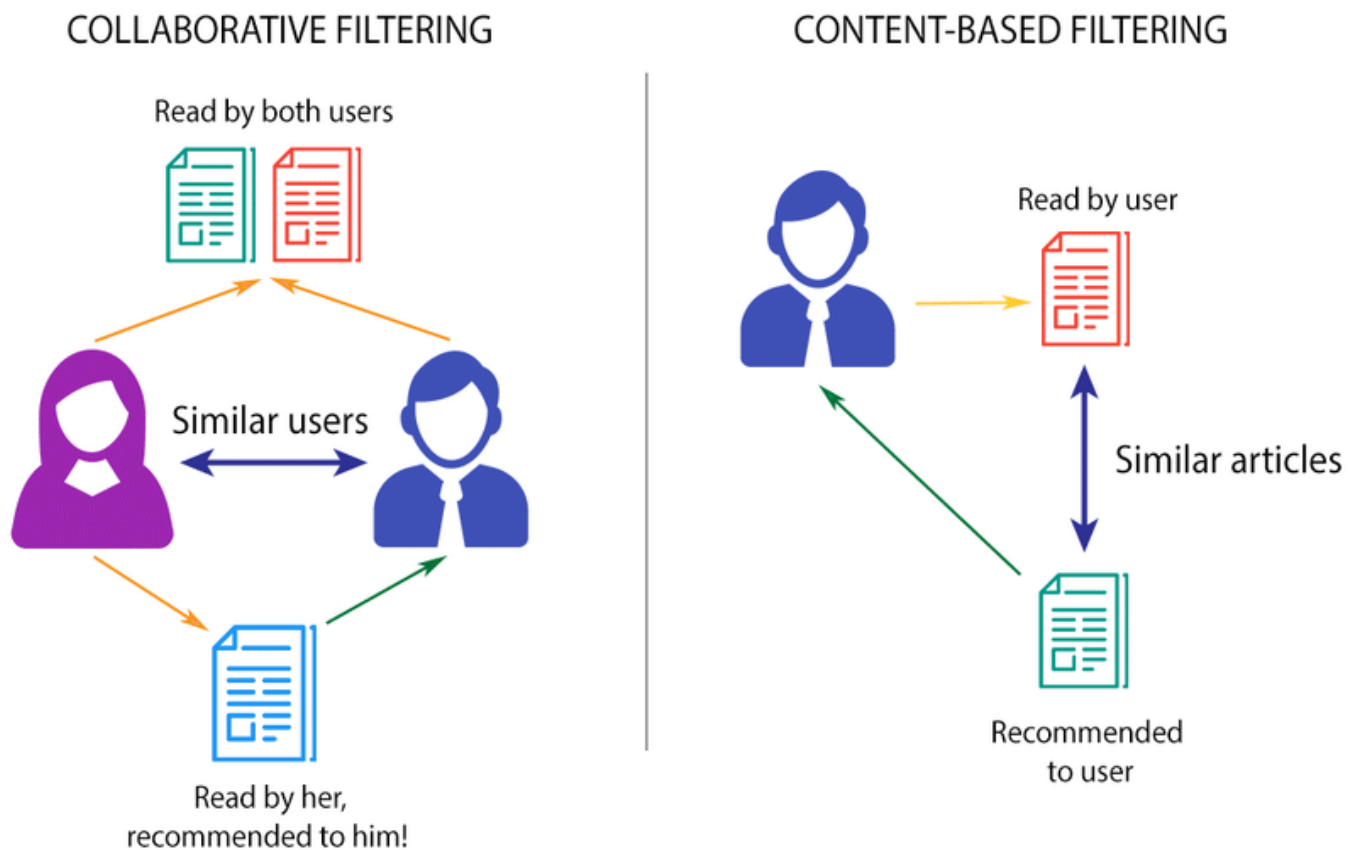 COLLABORATIVE FILTERING
Read by both users
Similar users
Read by her,
recommended to him!
CONTENT-BASED FILTERING
Read by user
Similar articles
Recommended
to user